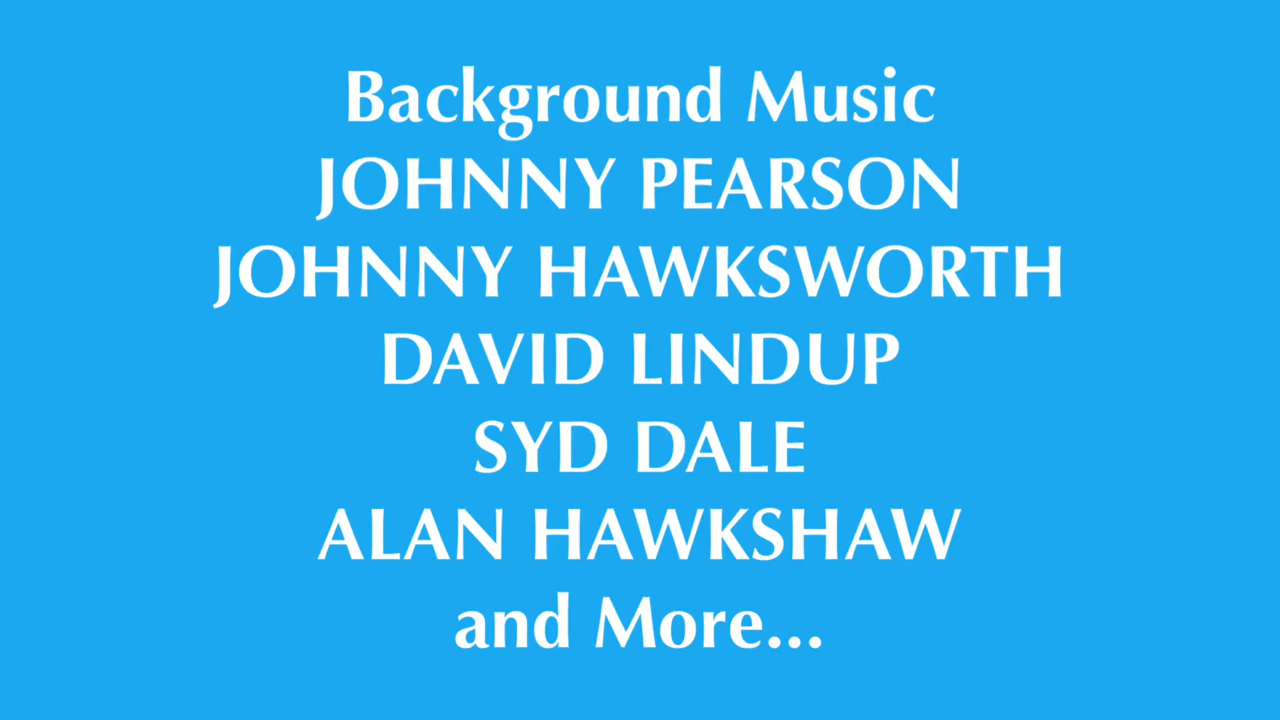 Background Music
JOHNNY PEARSON
JOHNNY HAWKSWORTH
DAVID LINDUP
SYD DALE
ALAN HAWKSHAW
and More...